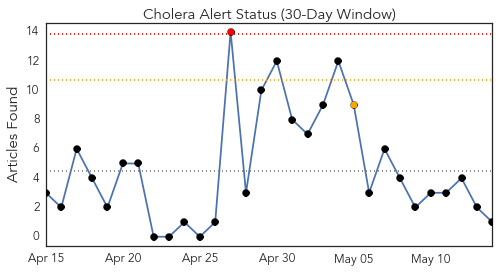 Cholera Alert Status (30-Day Window)
Articles Found
14
12
10
8
6
4
2
0
Apr 15
Apr 20
Apr 25
Apr 30
May 05
May 10